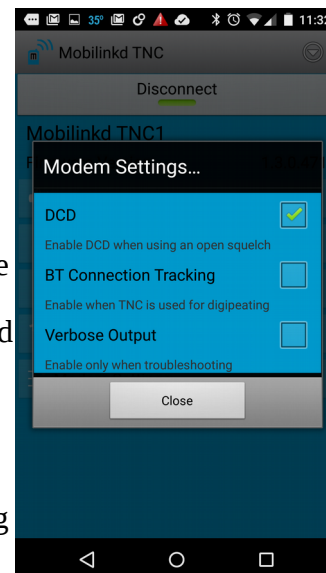 35° 11:32
Mobilinkd TNC
Disconnect
Mobilinkd TNC1
Modem Settings...
DCD
Enable DCD when using an open squelch
BT Connection Tracking
Enable when TNC is used for digipeating
e
d
Verbose Output
Enable only when troubleshooting
Close
g